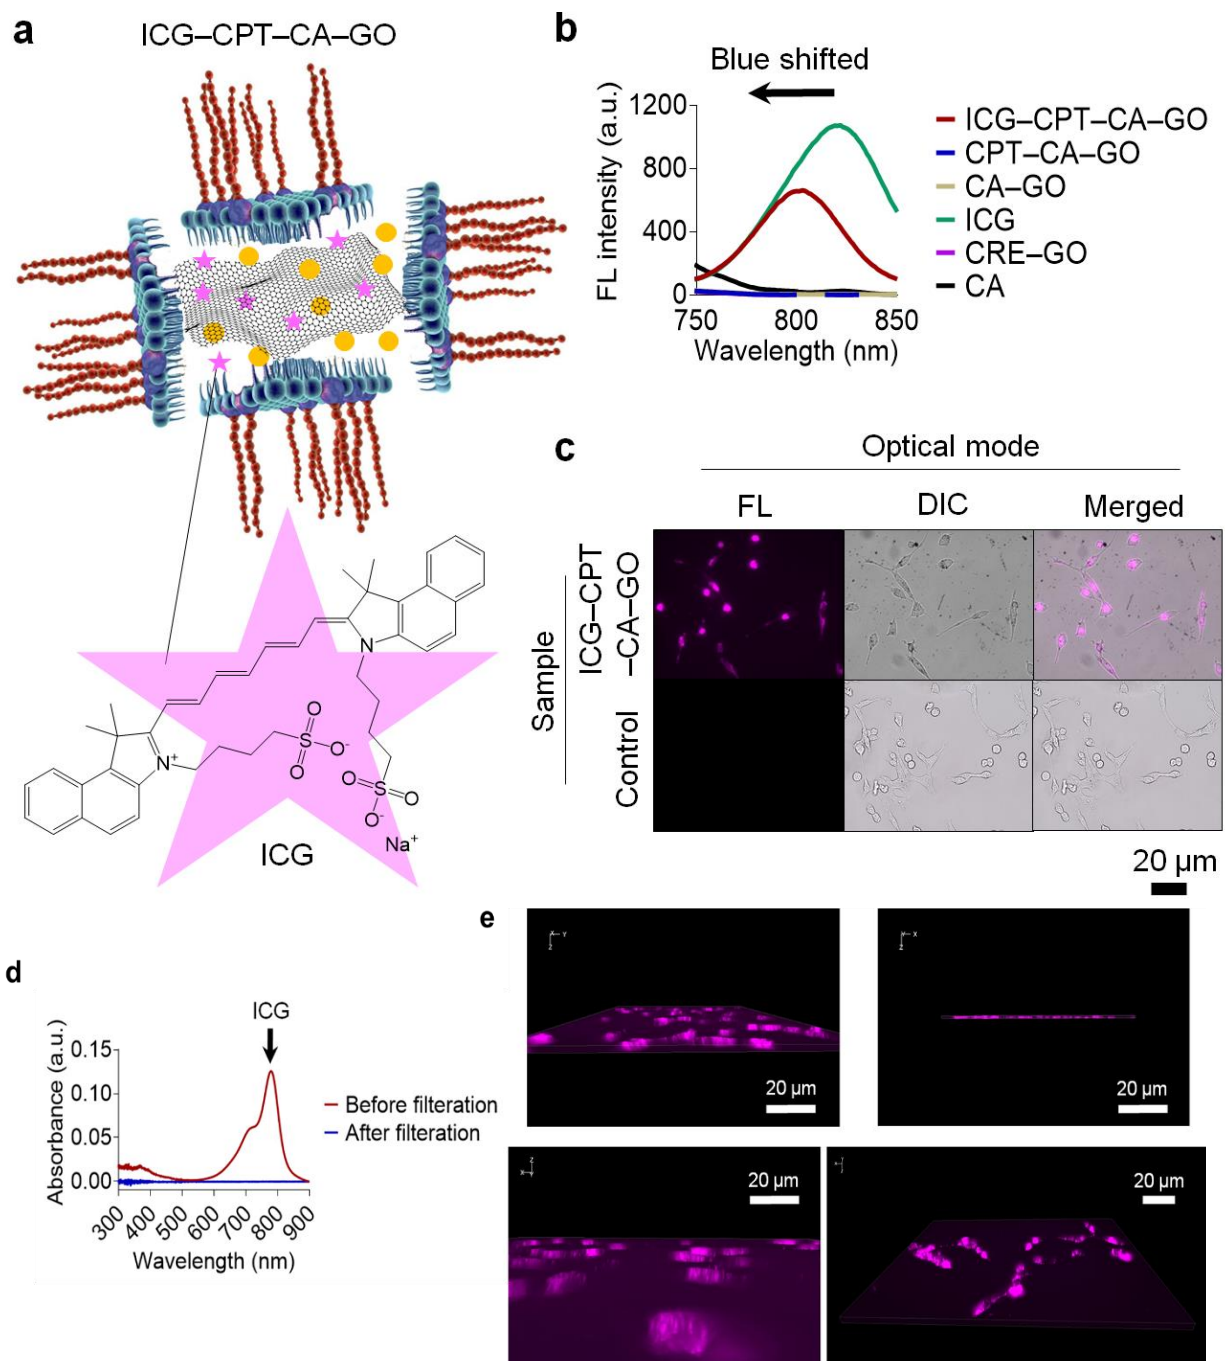 a
ICG–CPT–CA–GO
N
N+
S
O
O
O-
S
O
O
O-
Na+
ICG
b
Blue shifted
FL intensity (a.u.)
1200
800
400
0
750 800 850
Wavelength (nm)
ICG–CPT–CA–GO
CPT–CA–GO
CA–GO
ICG
CRE–GO
CA
c
Optical mode
FL DIC Merged
Sample
ICG–CPT
–CA–GO
Control
20 µm
d
ICG
Absorbance (a.u.)
0.15
0.10
0.05
0.00
300 400 500 600 700 800 900
Wavelength (nm)
Before filteration
After filteration
e
20 µm
20 µm
20 µm
20 µm